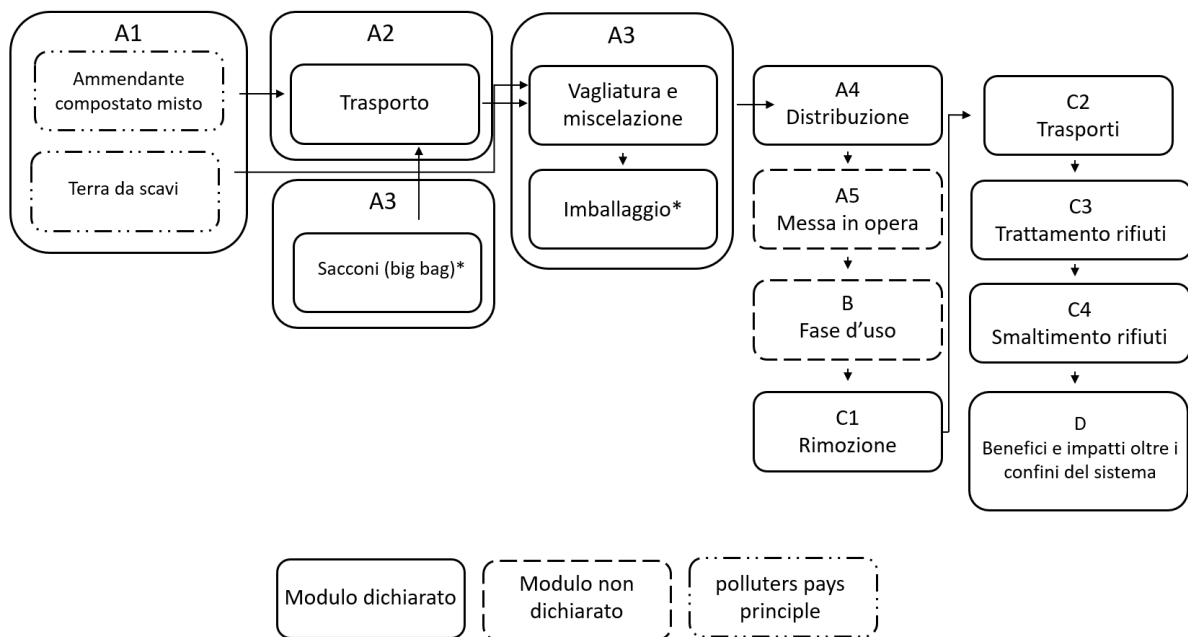 A1
Ammendante
compostato misto
Terra da scavi
A2
Trasporto
A3
Sacconi (big bag)*
A3
Vagliatura e
miscelazione
Imballaggio*
A4
Distribuzione
A5
Messa in opera
B
Fase d'uso
C1
Rimozione
C2
Trasporti
C3
Trattamento rifiuti
C4
Smaltimento rifiuti
D
Benefici e impatti oltre i
confini del sistema
Modulo dichiarato
Modulo non
dichiarato
polluters pays
principle